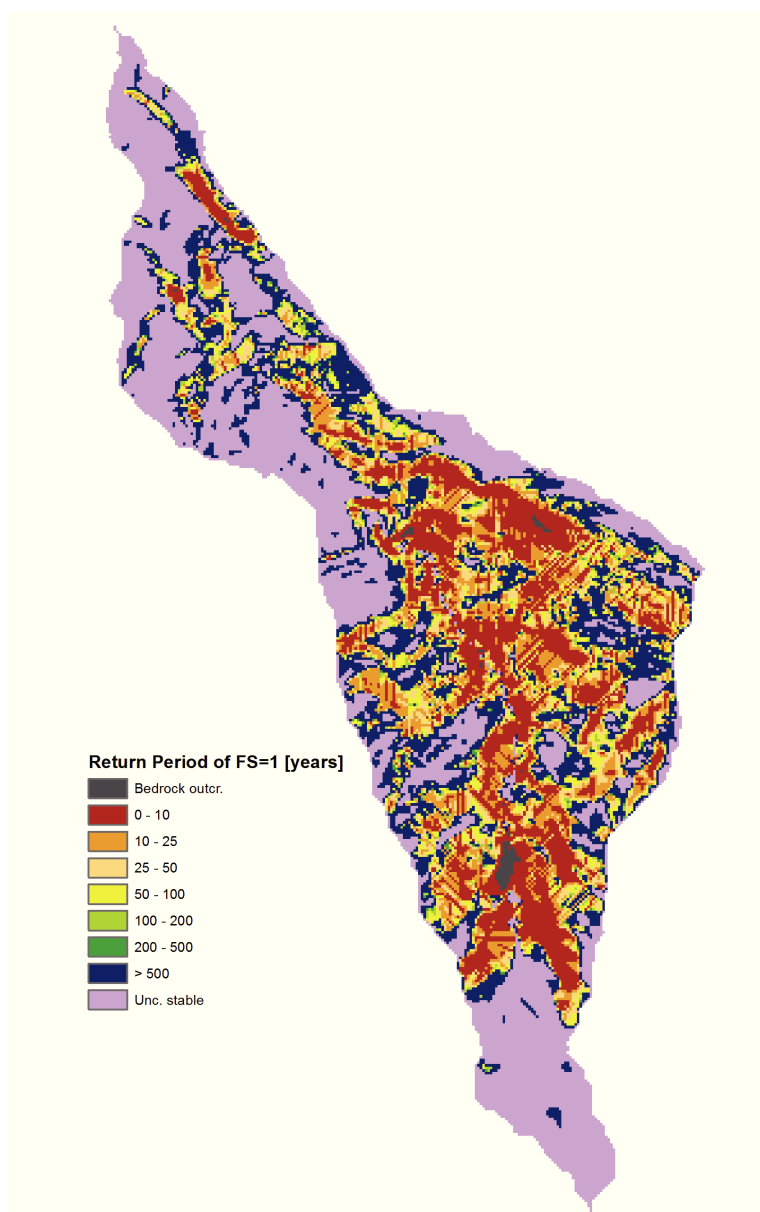 Return Period of FS=1 [years]
Bedrock outcr.
0 - 10
10 - 25
25 - 50
50 - 100
100 - 200
200 - 500
> 500
Unc. stable